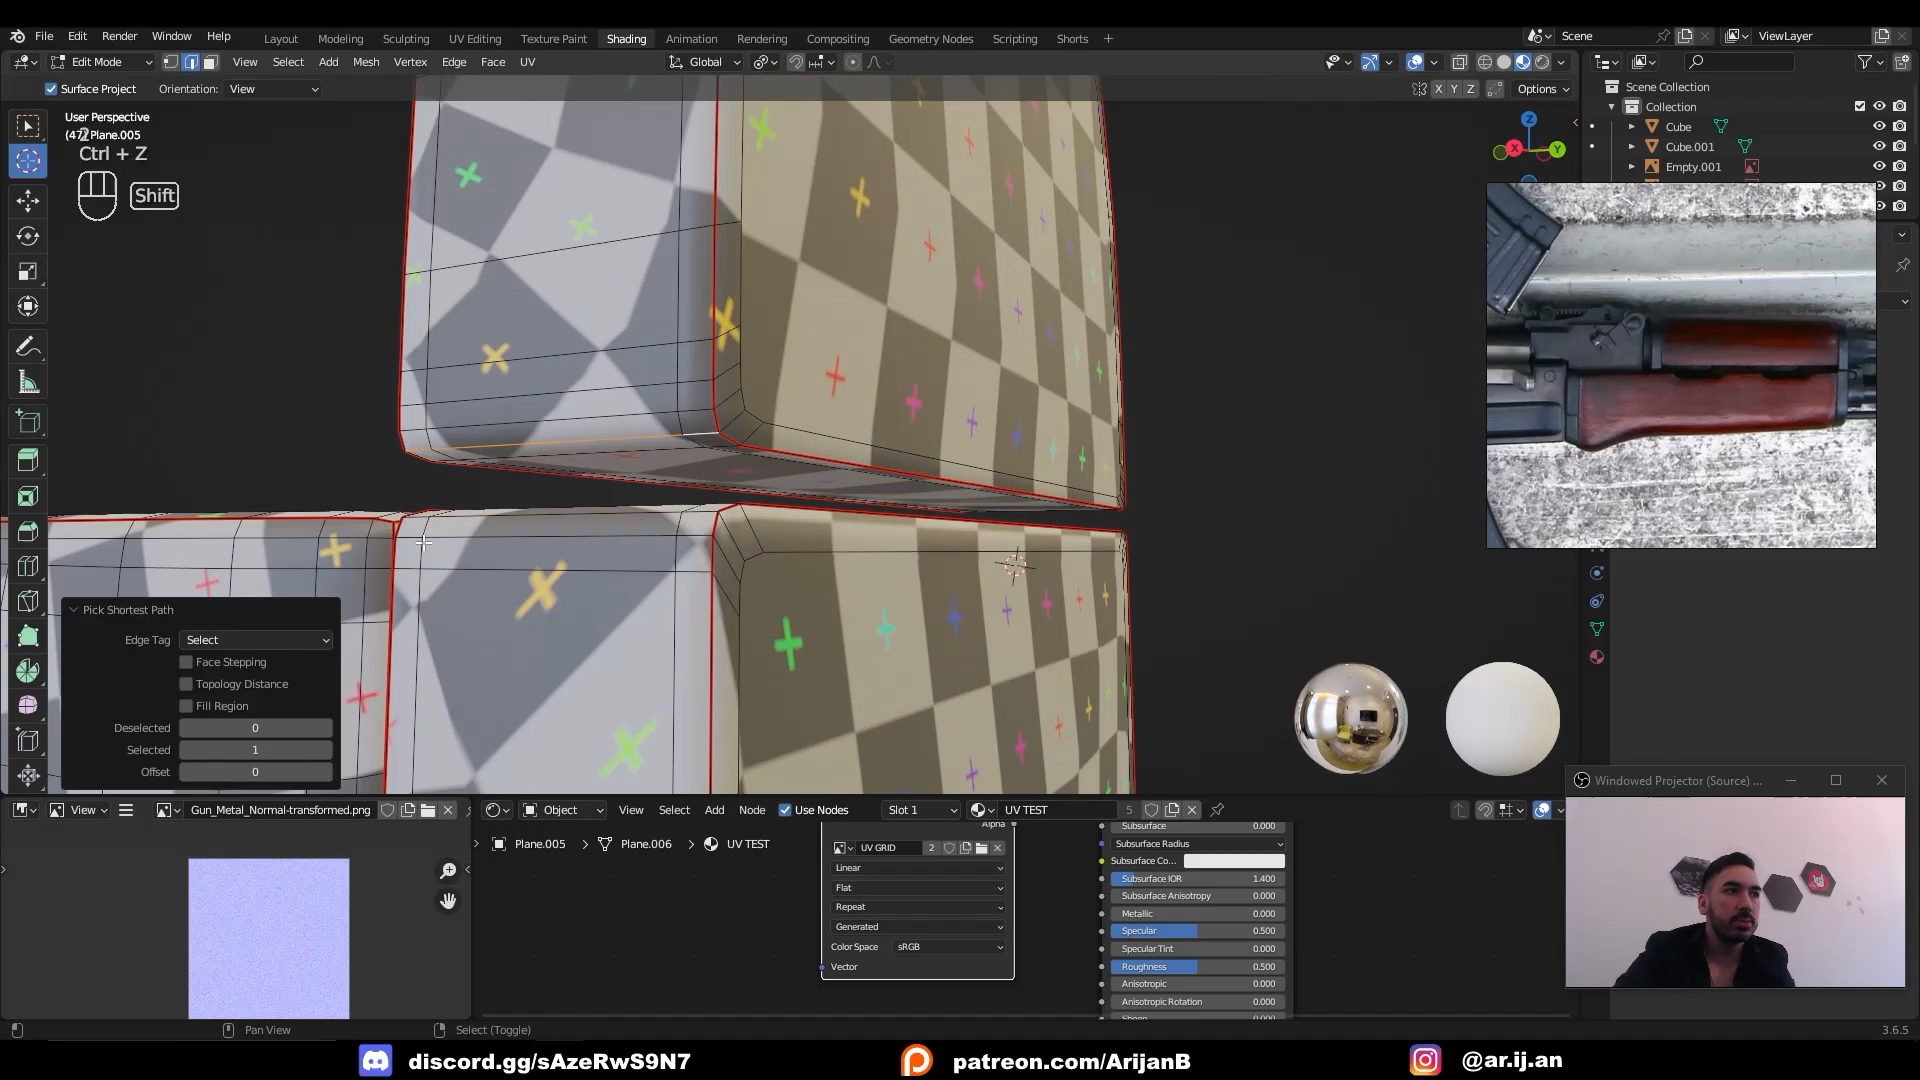 File Edit Render Window Help
Layout Modeling Sculpting UV Editing Texture Paint Shading Animation Rendering Compositing Geometry Nodes Scripting Shorts +
Scene
ViewLayer
Edit Mode View Select Add Mesh Vertex Edge Face UV
Global
Surface Project Orientation: View
X Y Z Options
Scene Collection
Collection
Cube
Cube.001
Empty.001
User Perspective
Plane.005
Ctrl + Z
Shift
Z
X
Y
Pick Shortest Path
Edge Tag Select
Face Stepping
Topology Distance
Fill Region
Deselected 0
Selected 1
Offset 0
Windowed Projector (Source) ...
View Gun_Metal_Normal-transformed.png
Object View Select Add Node Use Nodes Slot 1 UV TEST 5
Plane.005 > Plane.006 > UV TEST
Alpha
UV GRID 2
Linear
Flat
Repeat
Generated
Color Space sRGB
Vector
Subsurface 0.000
Subsurface Radius
Subsurface Co...
Subsurface IOR 1.400
Subsurface Anisotropy 0.000
Metallic 0.000
Specular 0.500
Specular Tint 0.000
Roughness 0.500
Anisotropic 0.000
Anisotropic Rotation 0.000
Pan View
Select (Toggle)
3.6.5
discord.gg/sAzeRwS9N7
patreon.com/ArijanB
@ar.ij.an